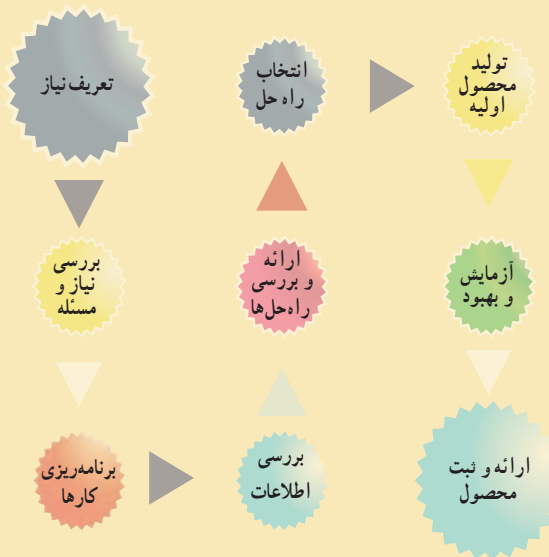 تعریف نیاز
بررسی
نیاز و
مسئله
برنامه‌ریزی
کارها
بررسی
اطلاعات
ارائه
و بررسی
راه‌حل‌ها
انتخاب
راه حل
تولید
محصول
اولیه
آزمایش
و بهبود
ارائه و ثبت
محصول